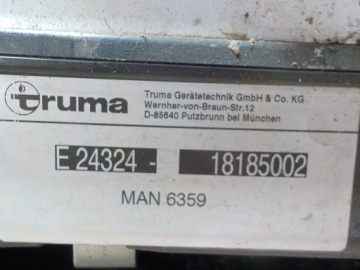 truma
Truma Gerätetechnik GmbH & Co. KG
Wernher-von-Braun-Str.12
D-85640 Putzbrunn bei München
E 24324 - 18185002
MAN 6359